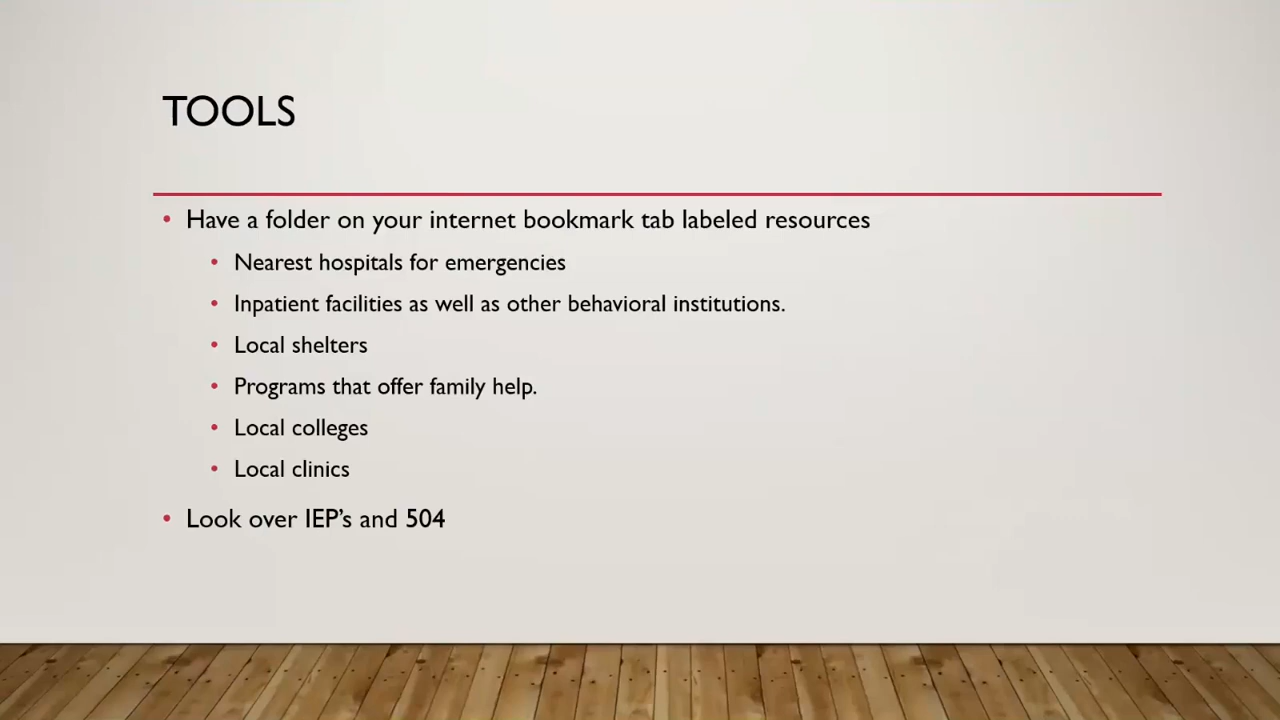 TOOLS
Have a folder on your internet bookmark tab labeled resources
Nearest hospitals for emergencies
Inpatient facilities as well as other behavioral institutions.
Local shelters
Programs that offer family help.
Local colleges
Local clinics
Look over IEP’s and 504